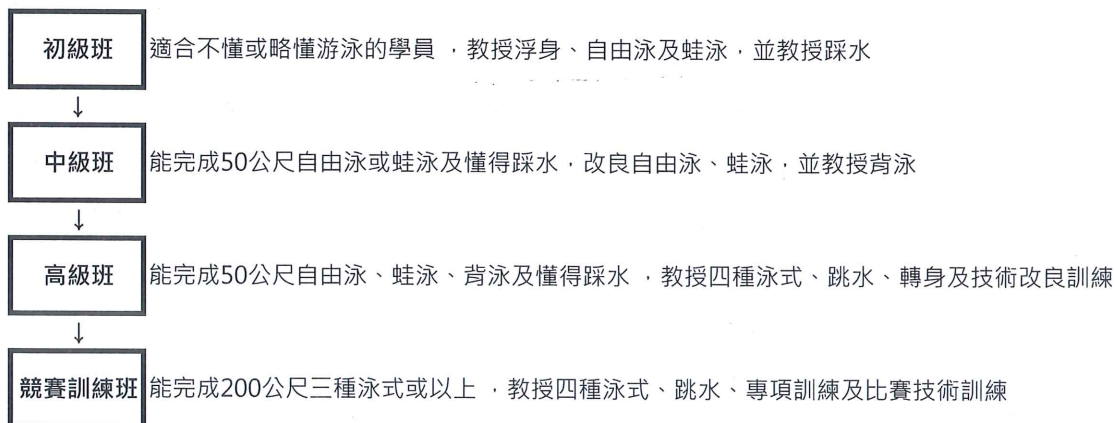 初級班 適合不懂或略懂游泳的學員 ，教授浮身、自由泳及蛙泳，並教授踩水
↓
中級班 能完成50公尺自由泳或蛙泳及懂得踩水，改良自由泳、蛙泳，並教授背泳
↓
高級班 能完成50公尺自由泳、蛙泳、背泳及懂得踩水 ，教授四種泳式、跳水、轉身及技術改良訓練
↓
競賽訓練班 能完成200公尺三種泳式或以上 ，教授四種泳式、跳水、專項訓練及比賽技術訓練